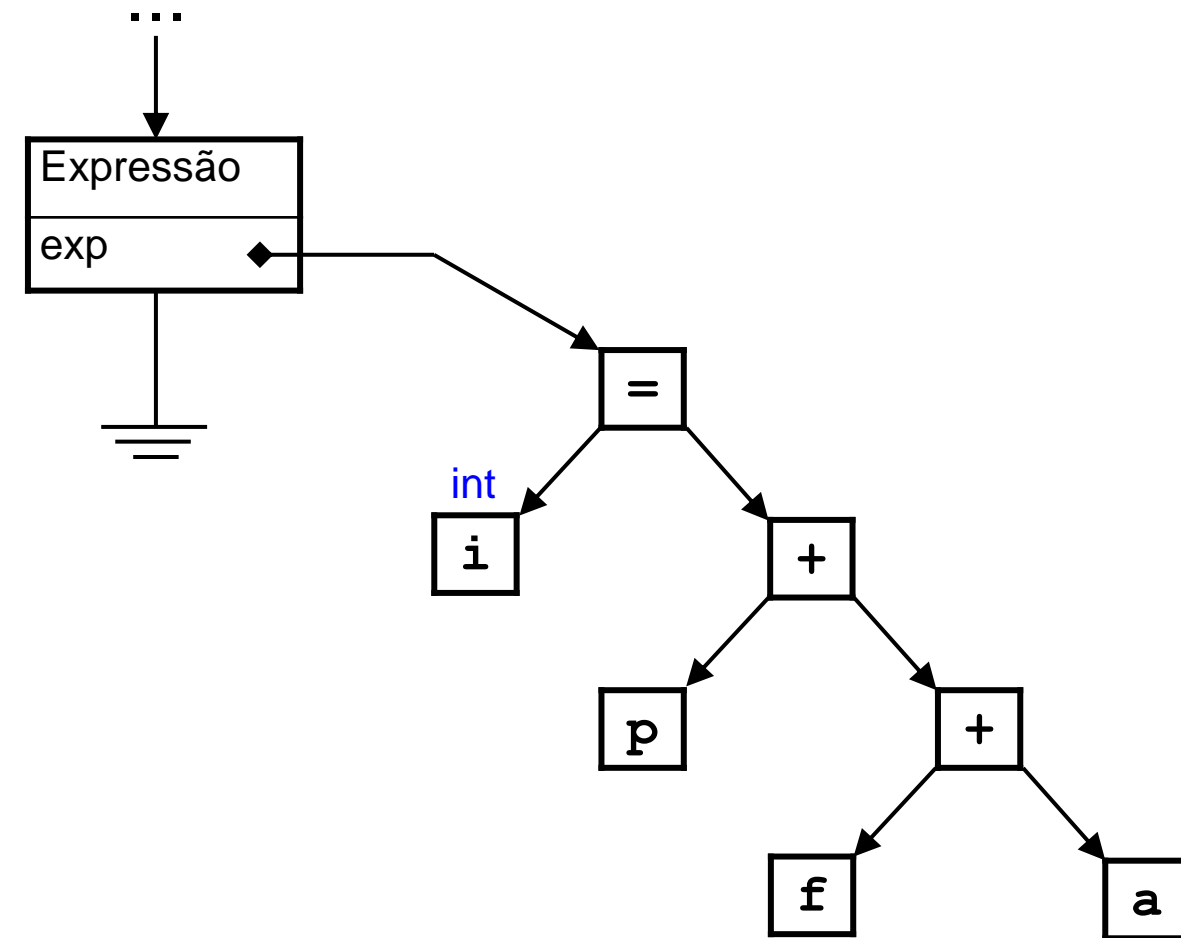 ...
Expressão
exp
=
int
i
+
p
+
f
a